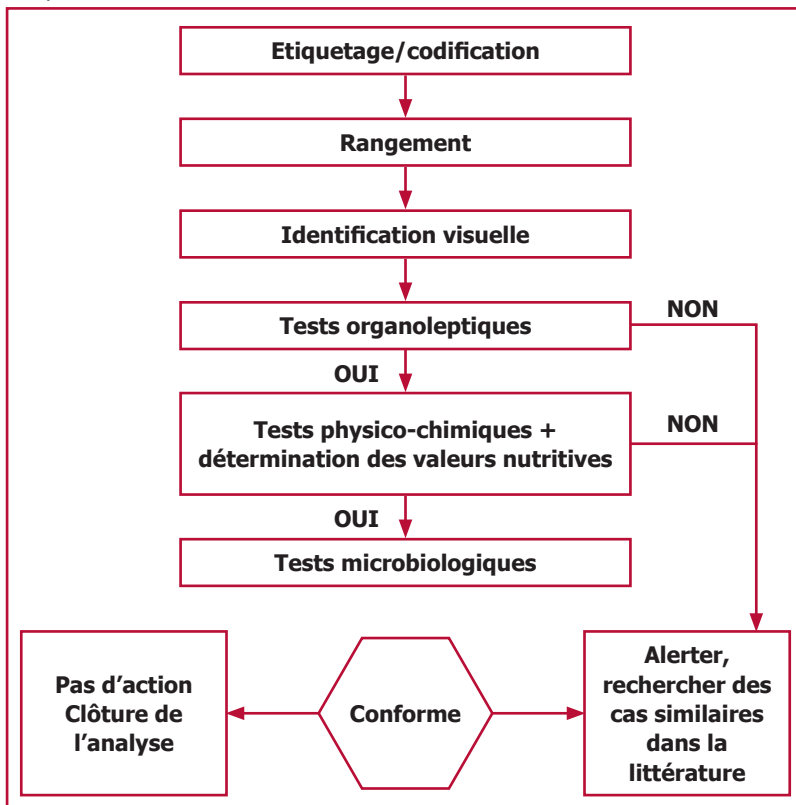 Etiquetage/codification
Rangement
Identification visuelle
Tests organoleptiques
NON
OUI
Tests physico-chimiques +
détermination des valeurs nutritives
NON
OUI
Tests microbiologiques
Pas d’action
Clôture de
l’analyse
Conforme
Alerter,
rechercher des
cas similaires
dans la
littérature